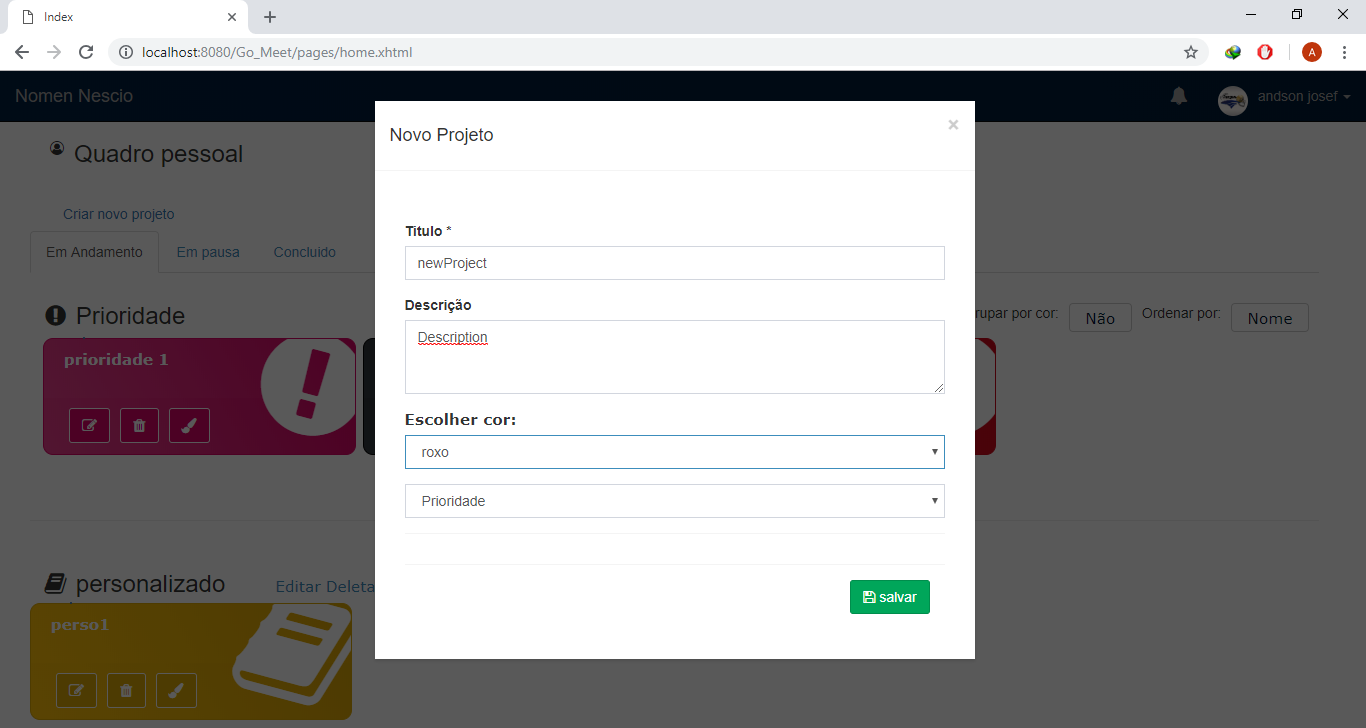 Index
localhost:8080/Go_Meet/pages/home.xhtml
A
Nomen Nescio
andson josef
Quadro pessoal
Criar novo projeto
Em Andamento
Em pausa
Concluido
Prioridade
rupar por cor:
Não
Ordenar por:
Nome
prioridade 1
personalizado
Editar Deleta
perso1
Novo Projeto
×
Titulo *
newProject
Descrição
Description
Escolher cor:
roxo
Prioridade
salvar